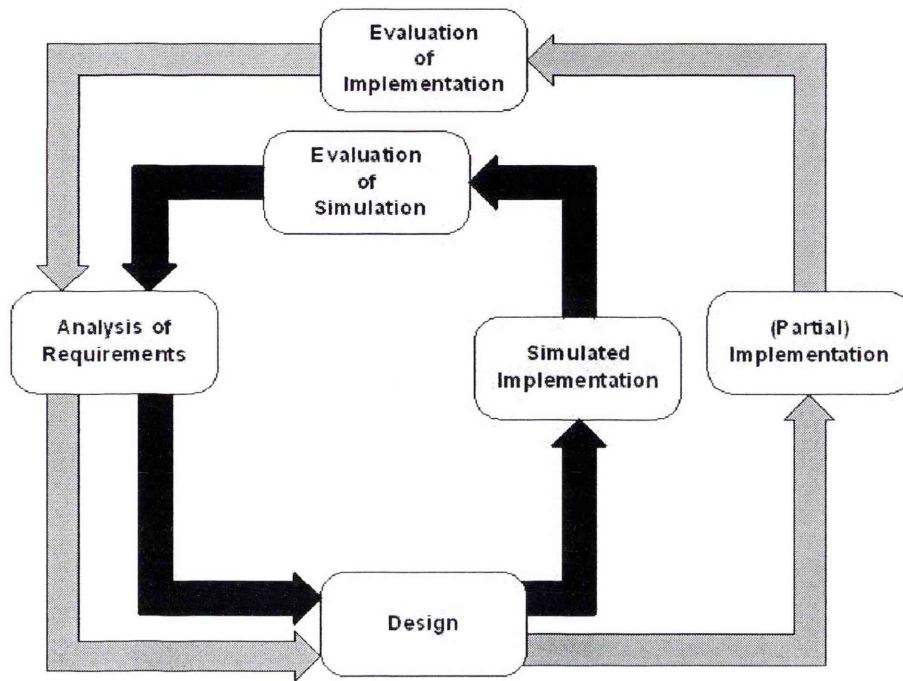 Evaluation
of
Implementation
Evaluation
of
Simulation
Analysis of
Requirements
Simulated
Implementation
(Partial)
Implementation
Design